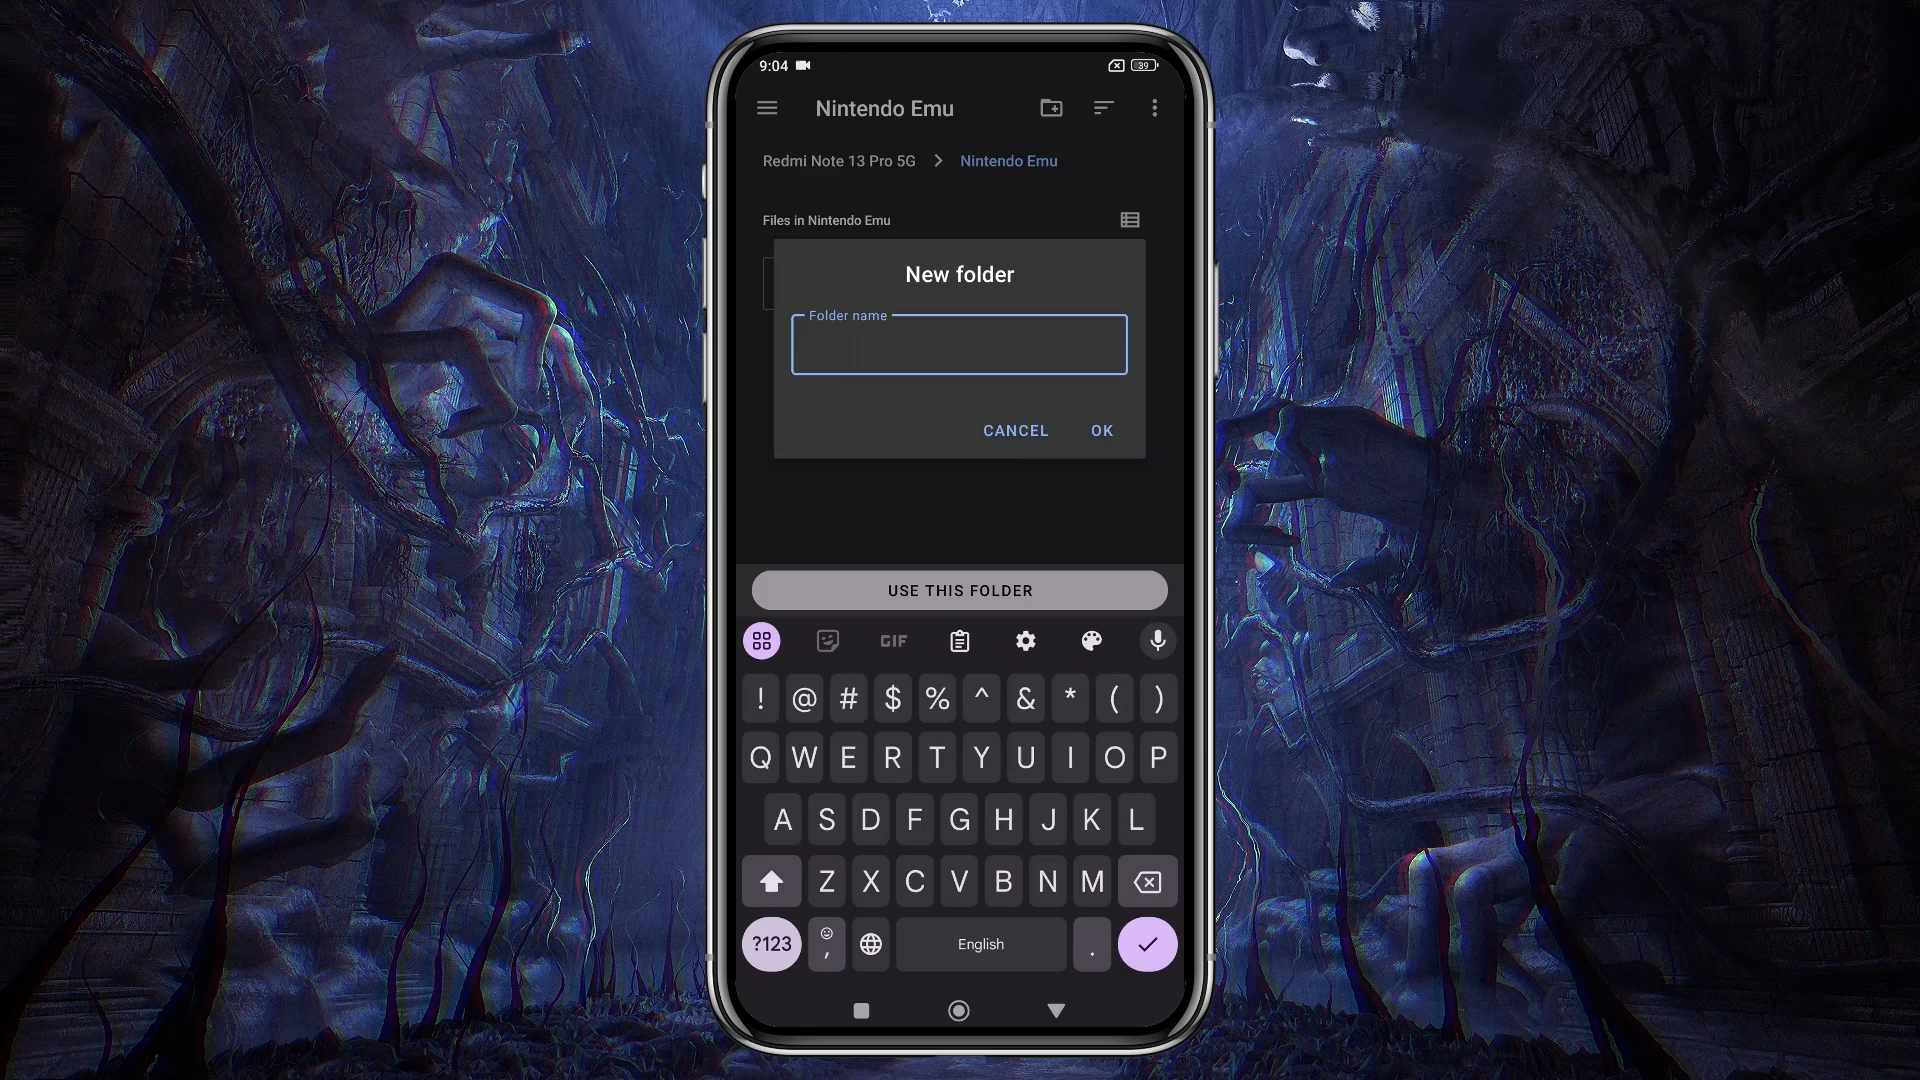 9:04
39
Nintendo Emu
Redmi Note 13 Pro 5G > Nintendo Emu
Files in Nintendo Emu
New folder
Folder name
CANCEL OK
USE THIS FOLDER
GIF
! @ # $ % ^ & * ( )
Q W E R T Y U I O P
A S D F G H J K L
Z X C V B N M
?123 , English .